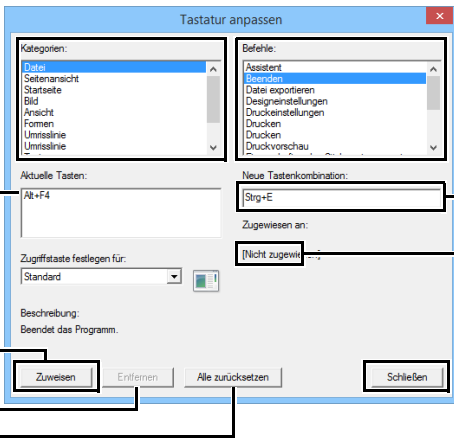 Tastatur anpassen
Kategorien:
Datei
Seitenansicht
Startseite
Bild
Ansicht
Formen
Umrisslinie
Umrisslinie
Befehle:
Assistent
Beenden
Datei exportieren
Designeinstellungen
Druckeinstellungen
Drucken
Drucken
Druckvorschau
Aktuelle Tasten:
Alt+F4
Neue Tastenkombination:
Strg+E
Zugewiesen an:
[Nicht
Zugriffstaste festlegen für:
Standard
Beschreibung:
Beendet das Programm.
Zuweisen
Entfernen
Alle zurücksetzen
Schließen